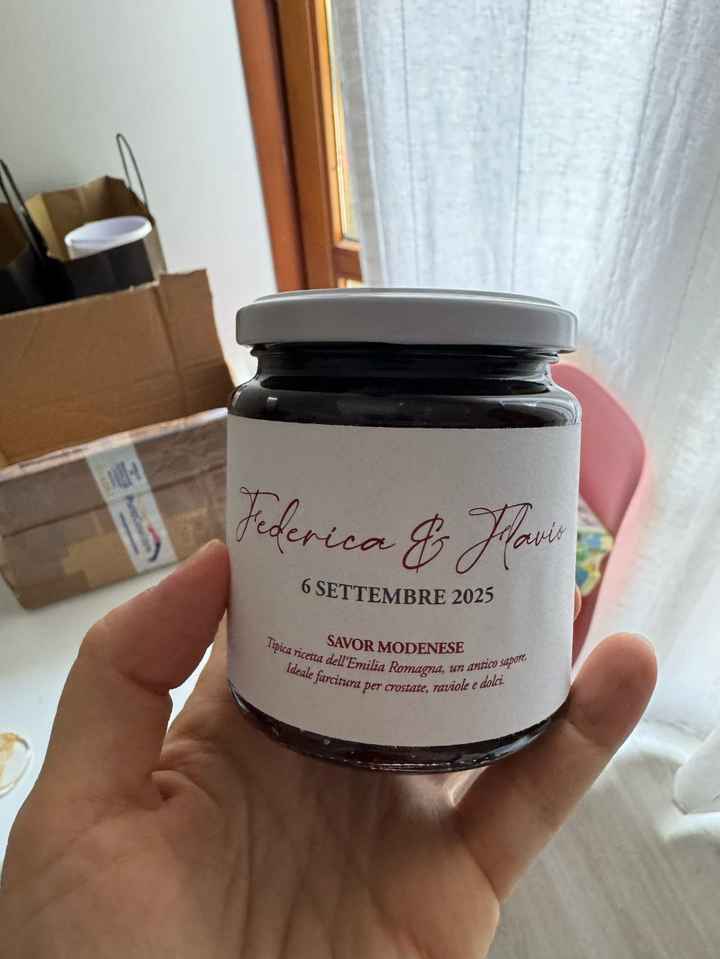 Federica & Flavio
6 SETTEMBRE 2025
SAVOR MODENESE
Tipica ricetta dell'Emilia Romagna, un antico sapore,
Ideale farcitura per crostate, raviole e dolci.